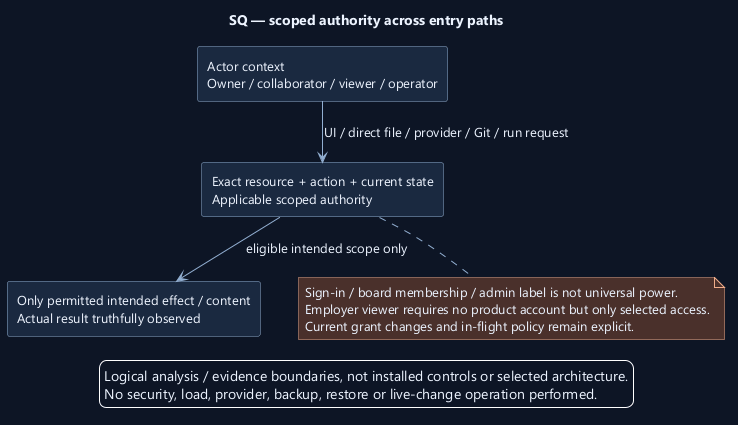 SQ — scoped authority across entry paths
Actor context
Owner / collaborator / viewer / operator
UI / direct file / provider / Git / run request
Exact resource + action + current state
Applicable scoped authority
eligible intended scope only
Only permitted intended effect / content
Actual result truthfully observed
Sign-in / board membership / admin label is not universal power.
Employer viewer requires no product account but only selected access.
Current grant changes and in-flight policy remain explicit.
Logical analysis / evidence boundaries, not installed controls or selected architecture.
No security, load, provider, backup, restore or live-change operation performed.